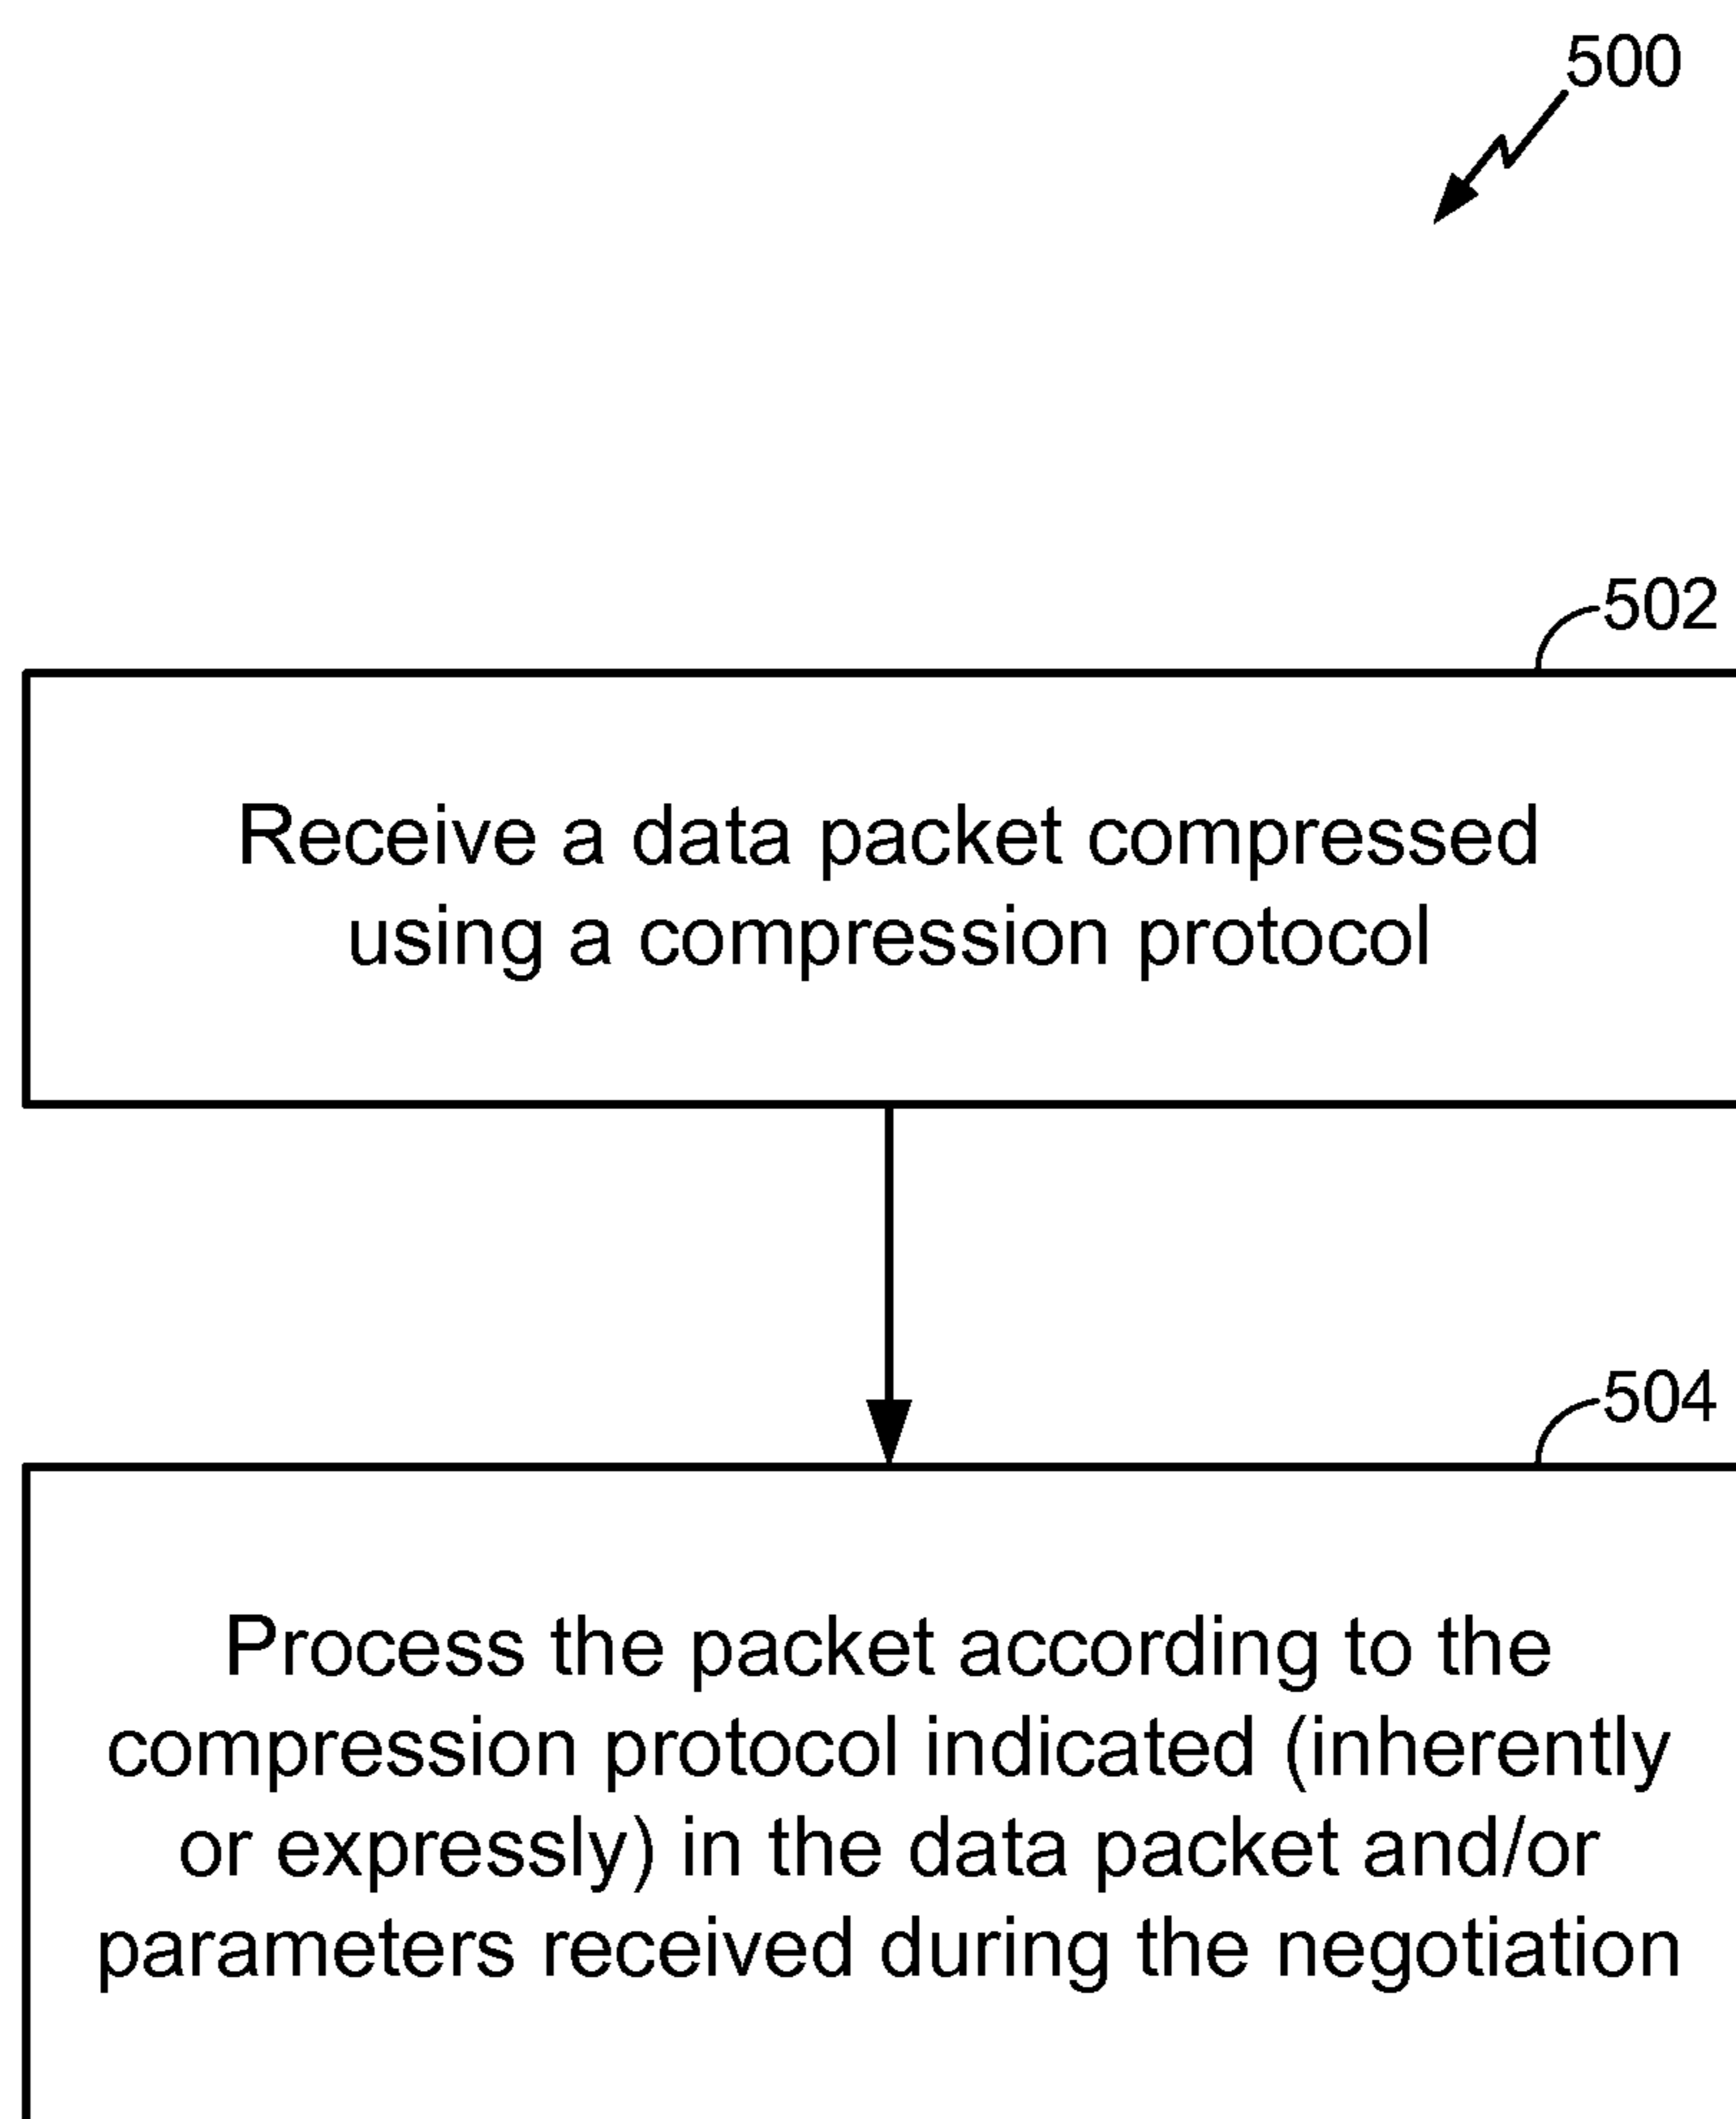 500
502
Receive a data packet compressed
using a compression protocol
504
Process the packet according to the
compression protocol indicated (inherently
or expressly) in the data packet and/or
parameters received during the negotiation